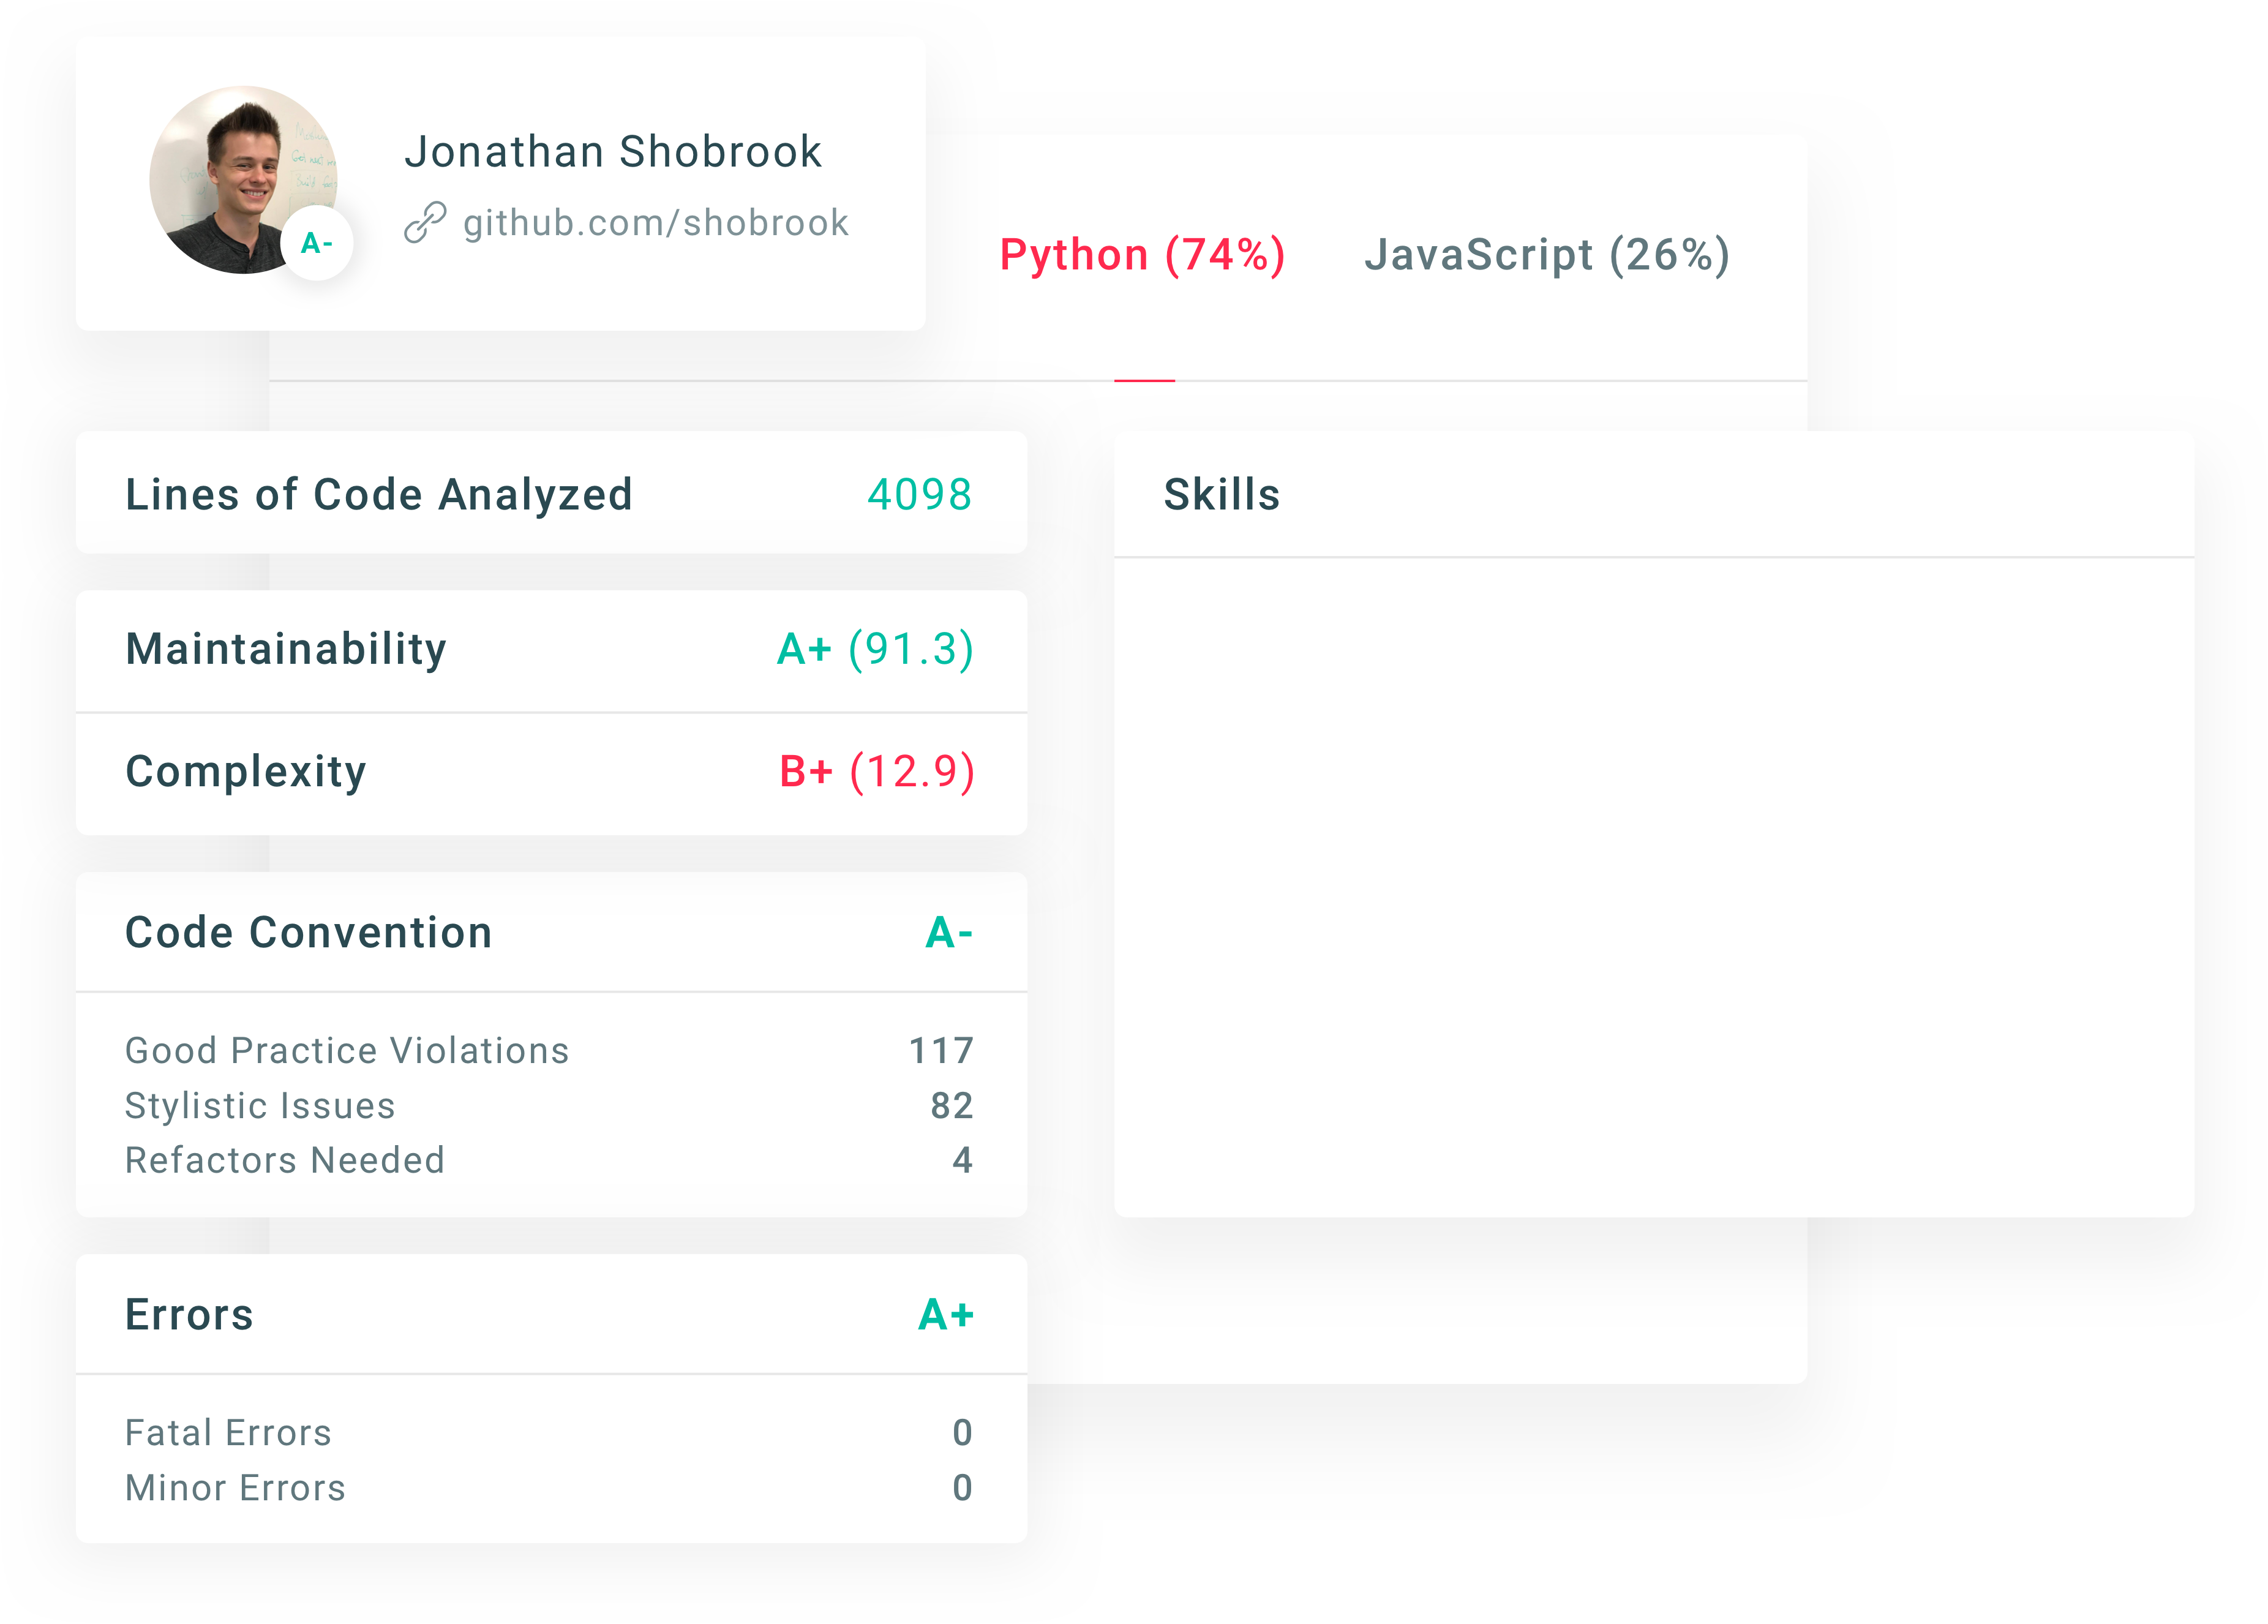 Jonathan Shobrook
github.com/shobrook
A-
Python (74%) JavaScript (26%)
Lines of Code Analyzed 4098
Maintainability A+ (91.3)
Complexity B+ (12.9)
Code Convention A-
Good Practice Violations 117
Stylistic Issues 82
Refactors Needed 4
Errors A+
Fatal Errors 0
Minor Errors 0
Skills